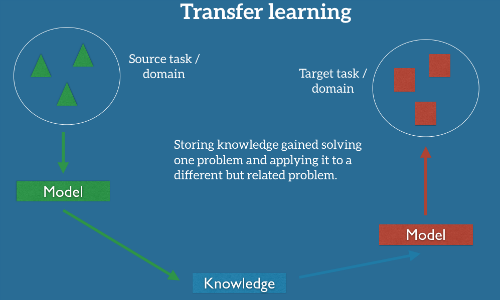 Transfer learning
Source task /
domain
Target task /
domain
Storing knowledge gained solving
one problem and applying it to a
different but related problem.
Model
Model
Knowledge